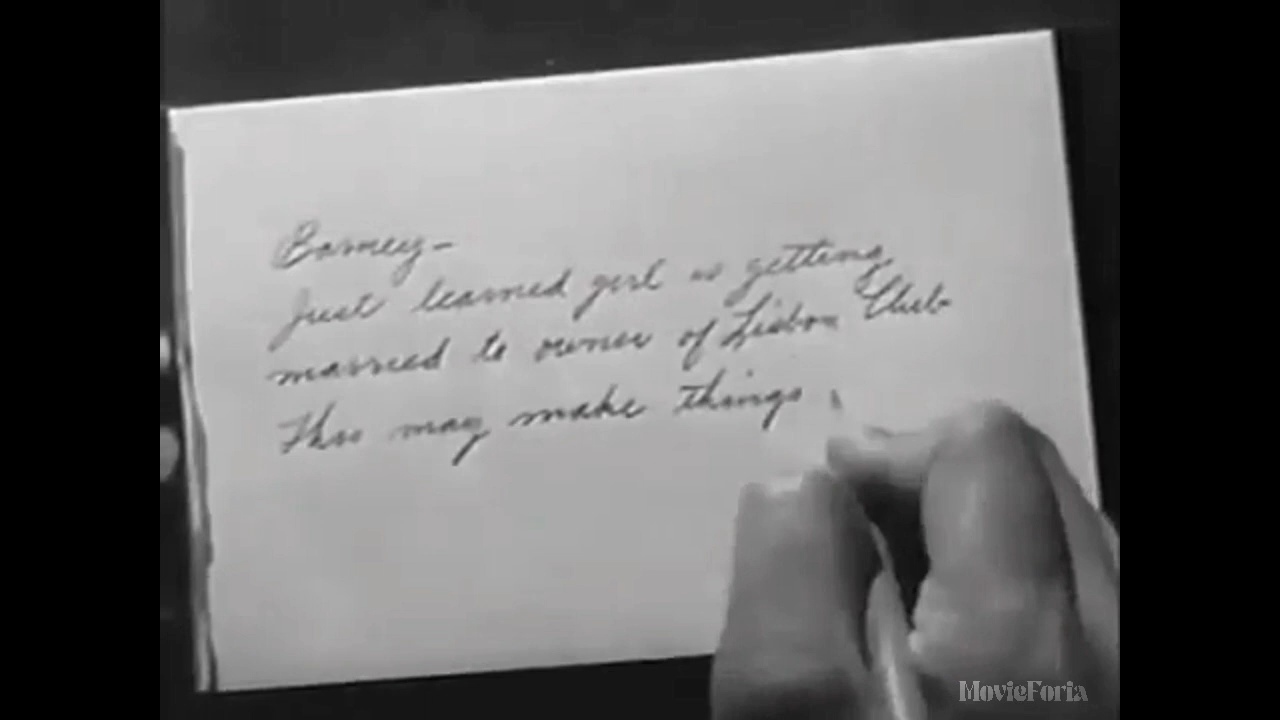 Barney-
Just learned girl is getting
married to owner of Lisbon Club
This may make things
MovieForia